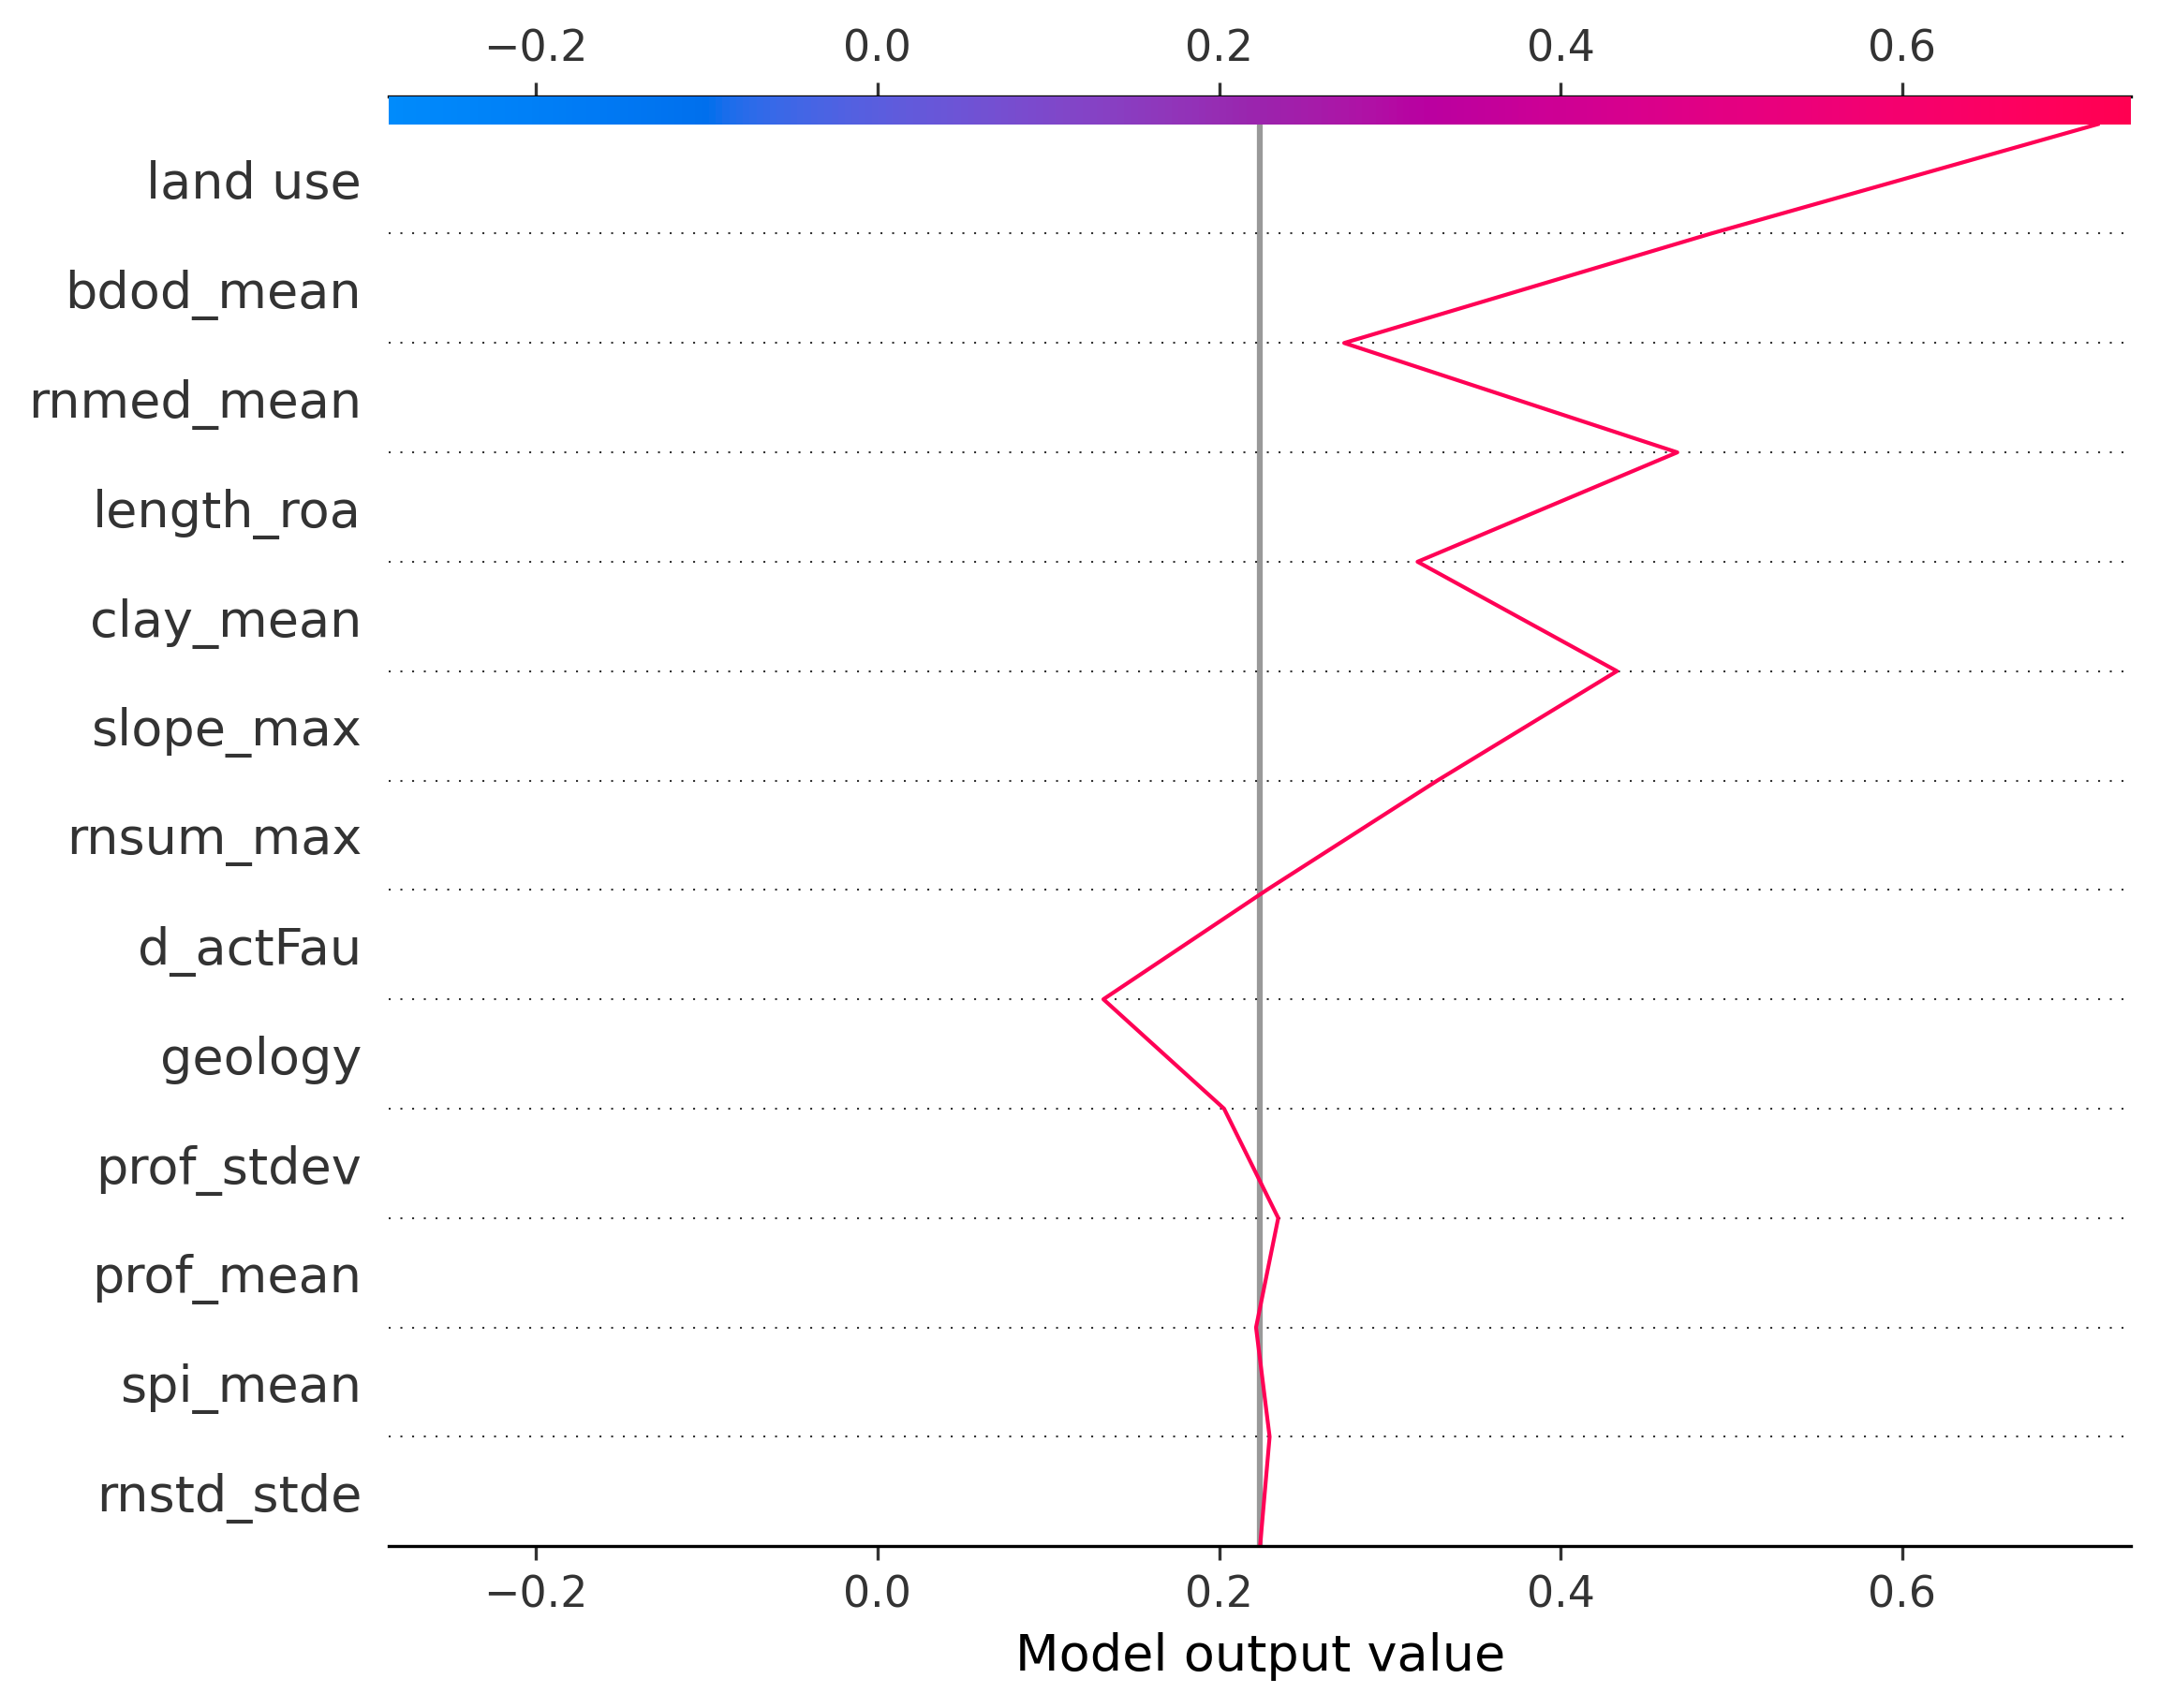 −0.2 0.0 0.2 0.4 0.6
land use
bdod_mean
rnmed_mean
length_roa
clay_mean
slope_max
rnsum_max
d_actFau
geology
prof_stdev
prof_mean
spi_mean
rnstd_stde
−0.2 0.0 0.2 0.4 0.6
Model output value